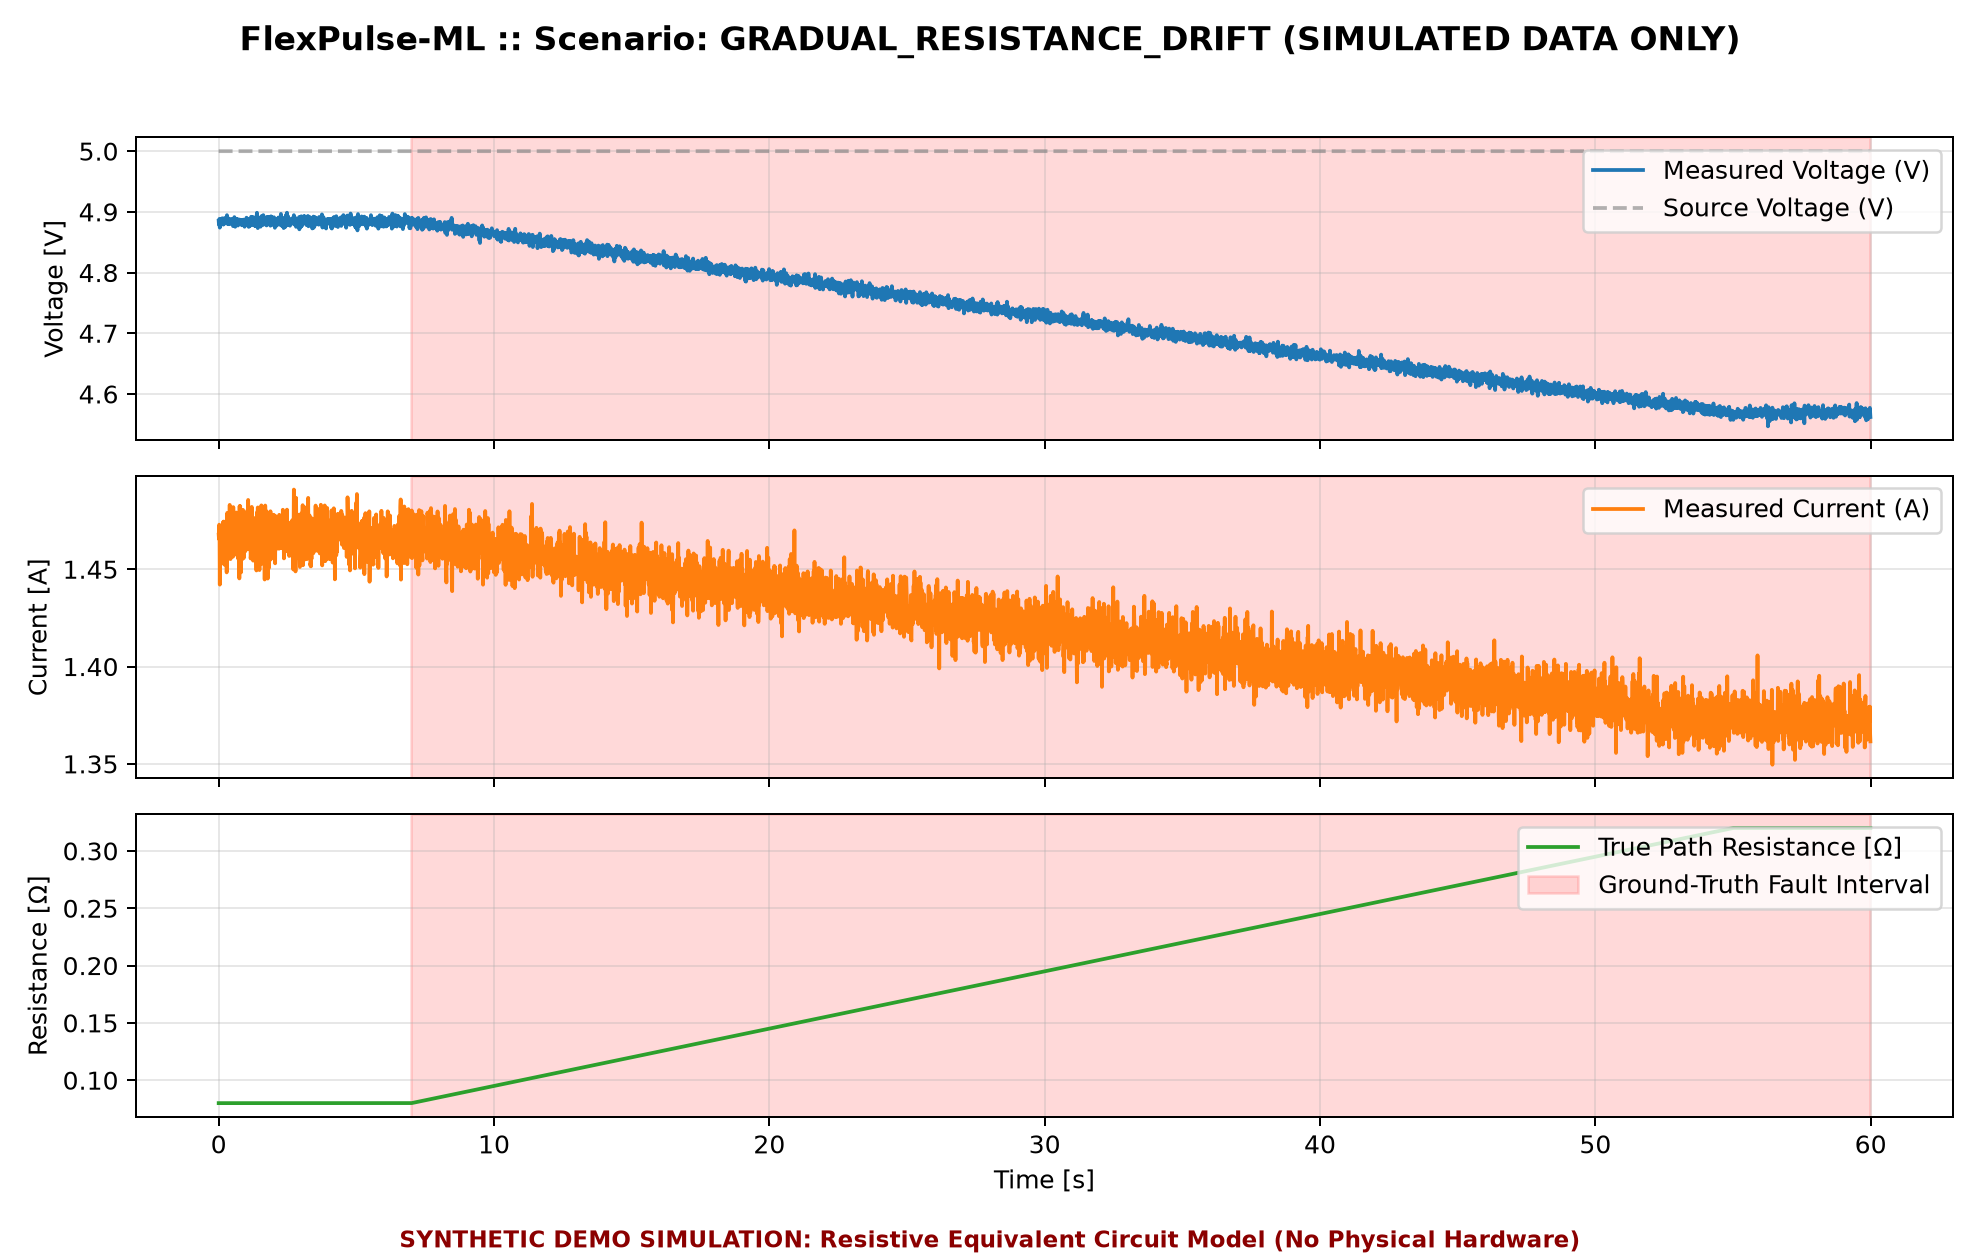 FlexPulse-ML :: Scenario: GRADUAL_RESISTANCE_DRIFT (SIMULATED DATA ONLY)
Voltage [V]
5.0
4.9
4.8
4.7
4.6
Measured Voltage (V)
Source Voltage (V)
Current [A]
1.45
1.40
1.35
Measured Current (A)
Resistance [Ω]
0.30
0.25
0.20
0.15
0.10
True Path Resistance [Ω]
Ground-Truth Fault Interval
0 10 20 30 40 50 60
Time [s]
SYNTHETIC DEMO SIMULATION: Resistive Equivalent Circuit Model (No Physical Hardware)